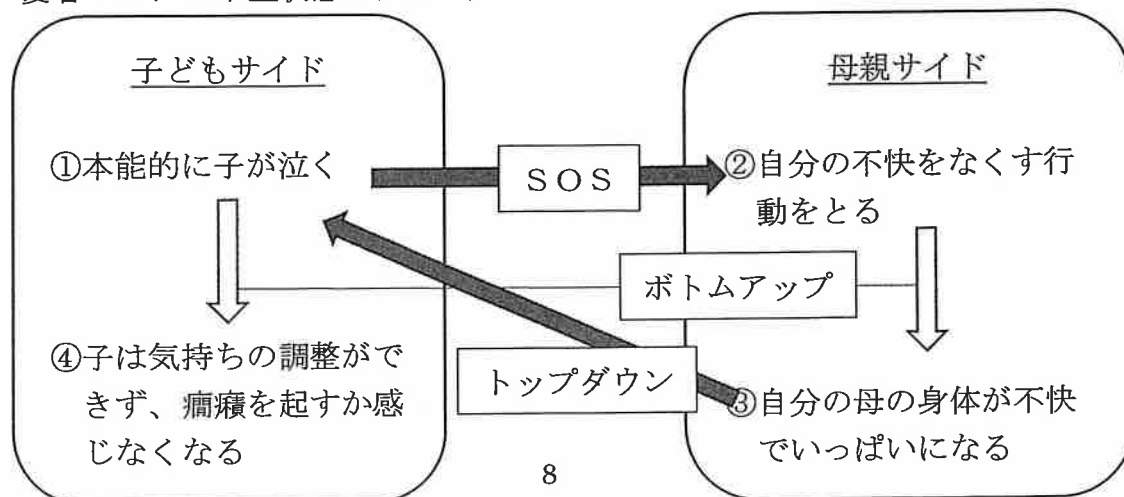 子どもサイド
母親サイド
①本能的に子が泣く
SOS
②自分の不快をなくす行
動をとる
ボトムアップ
④子は気持ちの調整がで
きず、癇癪を起すか感
じなくなる
トップダウン
③自分の母の身体が不快
でいっぱいになる
8